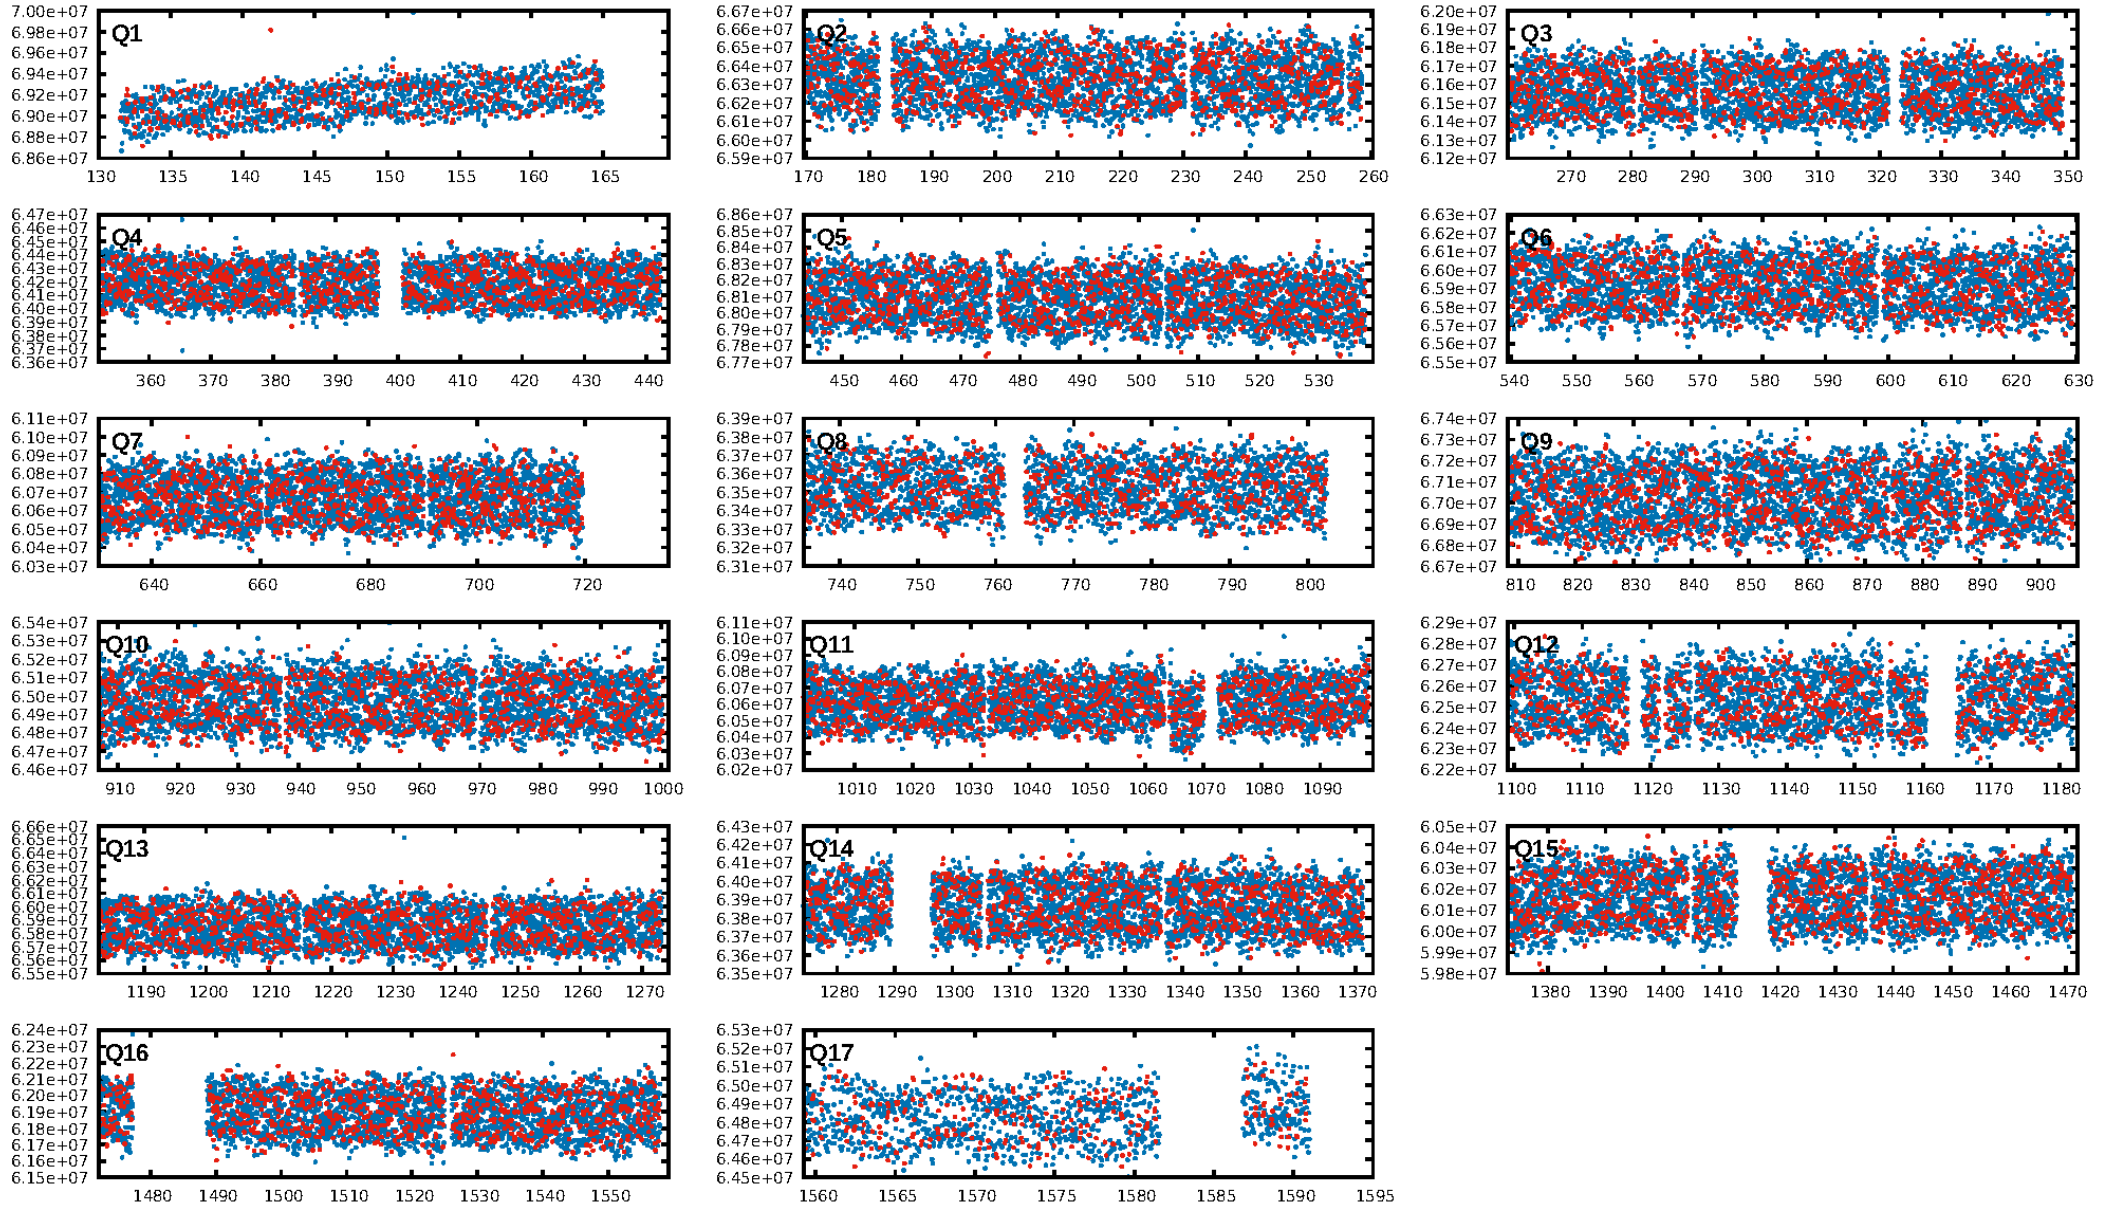 7.00e+07
Q1
6.98e+07
6.96e+07
6.94e+07
6.92e+07
6.90e+07
6.88e+07
6.86e+07
130 135 140 145 150 155 160 165
6.67e+07
6.66e+07
Q2
6.65e+07
6.64e+07
6.63e+07
6.62e+07
6.61e+07
6.60e+07
6.59e+07
170 180 190 200 210 220 230 240 250 260
6.20e+07
6.19e+07
Q3
6.18e+07
6.17e+07
6.16e+07
6.15e+07
6.14e+07
6.13e+07
6.12e+07
270 280 290 300 310 320 330 340 350
6.47e+07
6.46e+07
Q4
6.45e+07
6.44e+07
6.43e+07
6.42e+07
6.41e+07
6.40e+07
6.39e+07
6.38e+07
6.37e+07
6.36e+07
360 370 380 390 400 410 420 430 440
6.86e+07
6.85e+07
Q5
6.84e+07
6.83e+07
6.82e+07
6.81e+07
6.80e+07
6.79e+07
6.78e+07
6.77e+07
450 460 470 480 490 500 510 520 530
6.63e+07
6.62e+07
Q6
6.61e+07
6.60e+07
6.59e+07
6.58e+07
6.57e+07
6.56e+07
6.55e+07
540 550 560 570 580 590 600 610 620 630
6.11e+07
6.10e+07
Q7
6.09e+07
6.08e+07
6.07e+07
6.06e+07
6.05e+07
6.04e+07
6.03e+07
640 660 680 700 720
6.39e+07
6.38e+07
Q8
6.37e+07
6.36e+07
6.35e+07
6.34e+07
6.33e+07
6.32e+07
6.31e+07
740 750 760 770 780 790 800
6.74e+07
6.73e+07
Q9
6.72e+07
6.71e+07
6.70e+07
6.69e+07
6.68e+07
6.67e+07
810 820 830 840 850 860 870 880 890 900
6.54e+07
6.53e+07
Q10
6.52e+07
6.51e+07
6.50e+07
6.49e+07
6.48e+07
6.47e+07
6.46e+07
910 920 930 940 950 960 970 980 990 1000
6.11e+07
6.10e+07
Q11
6.09e+07
6.08e+07
6.07e+07
6.06e+07
6.05e+07
6.04e+07
6.03e+07
6.02e+07
1010 1020 1030 1040 1050 1060 1070 1080 1090
6.29e+07
6.28e+07
Q12
6.27e+07
6.26e+07
6.25e+07
6.24e+07
6.23e+07
6.22e+07
1100 1110 1120 1130 1140 1150 1160 1170 1180
6.66e+07
6.65e+07
Q13
6.64e+07
6.63e+07
6.62e+07
6.61e+07
6.60e+07
6.59e+07
6.58e+07
6.57e+07
6.56e+07
6.55e+07
1190 1200 1210 1220 1230 1240 1250 1260 1270
6.43e+07
6.42e+07
Q14
6.41e+07
6.40e+07
6.39e+07
6.38e+07
6.37e+07
6.36e+07
6.35e+07
1280 1290 1300 1310 1320 1330 1340 1350 1360 1370
6.05e+07
6.04e+07
Q15
6.03e+07
6.02e+07
6.01e+07
6.00e+07
5.99e+07
5.98e+07
1380 1390 1400 1410 1420 1430 1440 1450 1460 1470
6.24e+07
6.23e+07
Q16
6.22e+07
6.21e+07
6.20e+07
6.19e+07
6.18e+07
6.17e+07
6.16e+07
6.15e+07
1480 1490 1500 1510 1520 1530 1540 1550
6.53e+07
6.52e+07
Q17
6.51e+07
6.50e+07
6.49e+07
6.48e+07
6.47e+07
6.46e+07
6.45e+07
1560 1565 1570 1575 1580 1585 1590 1595